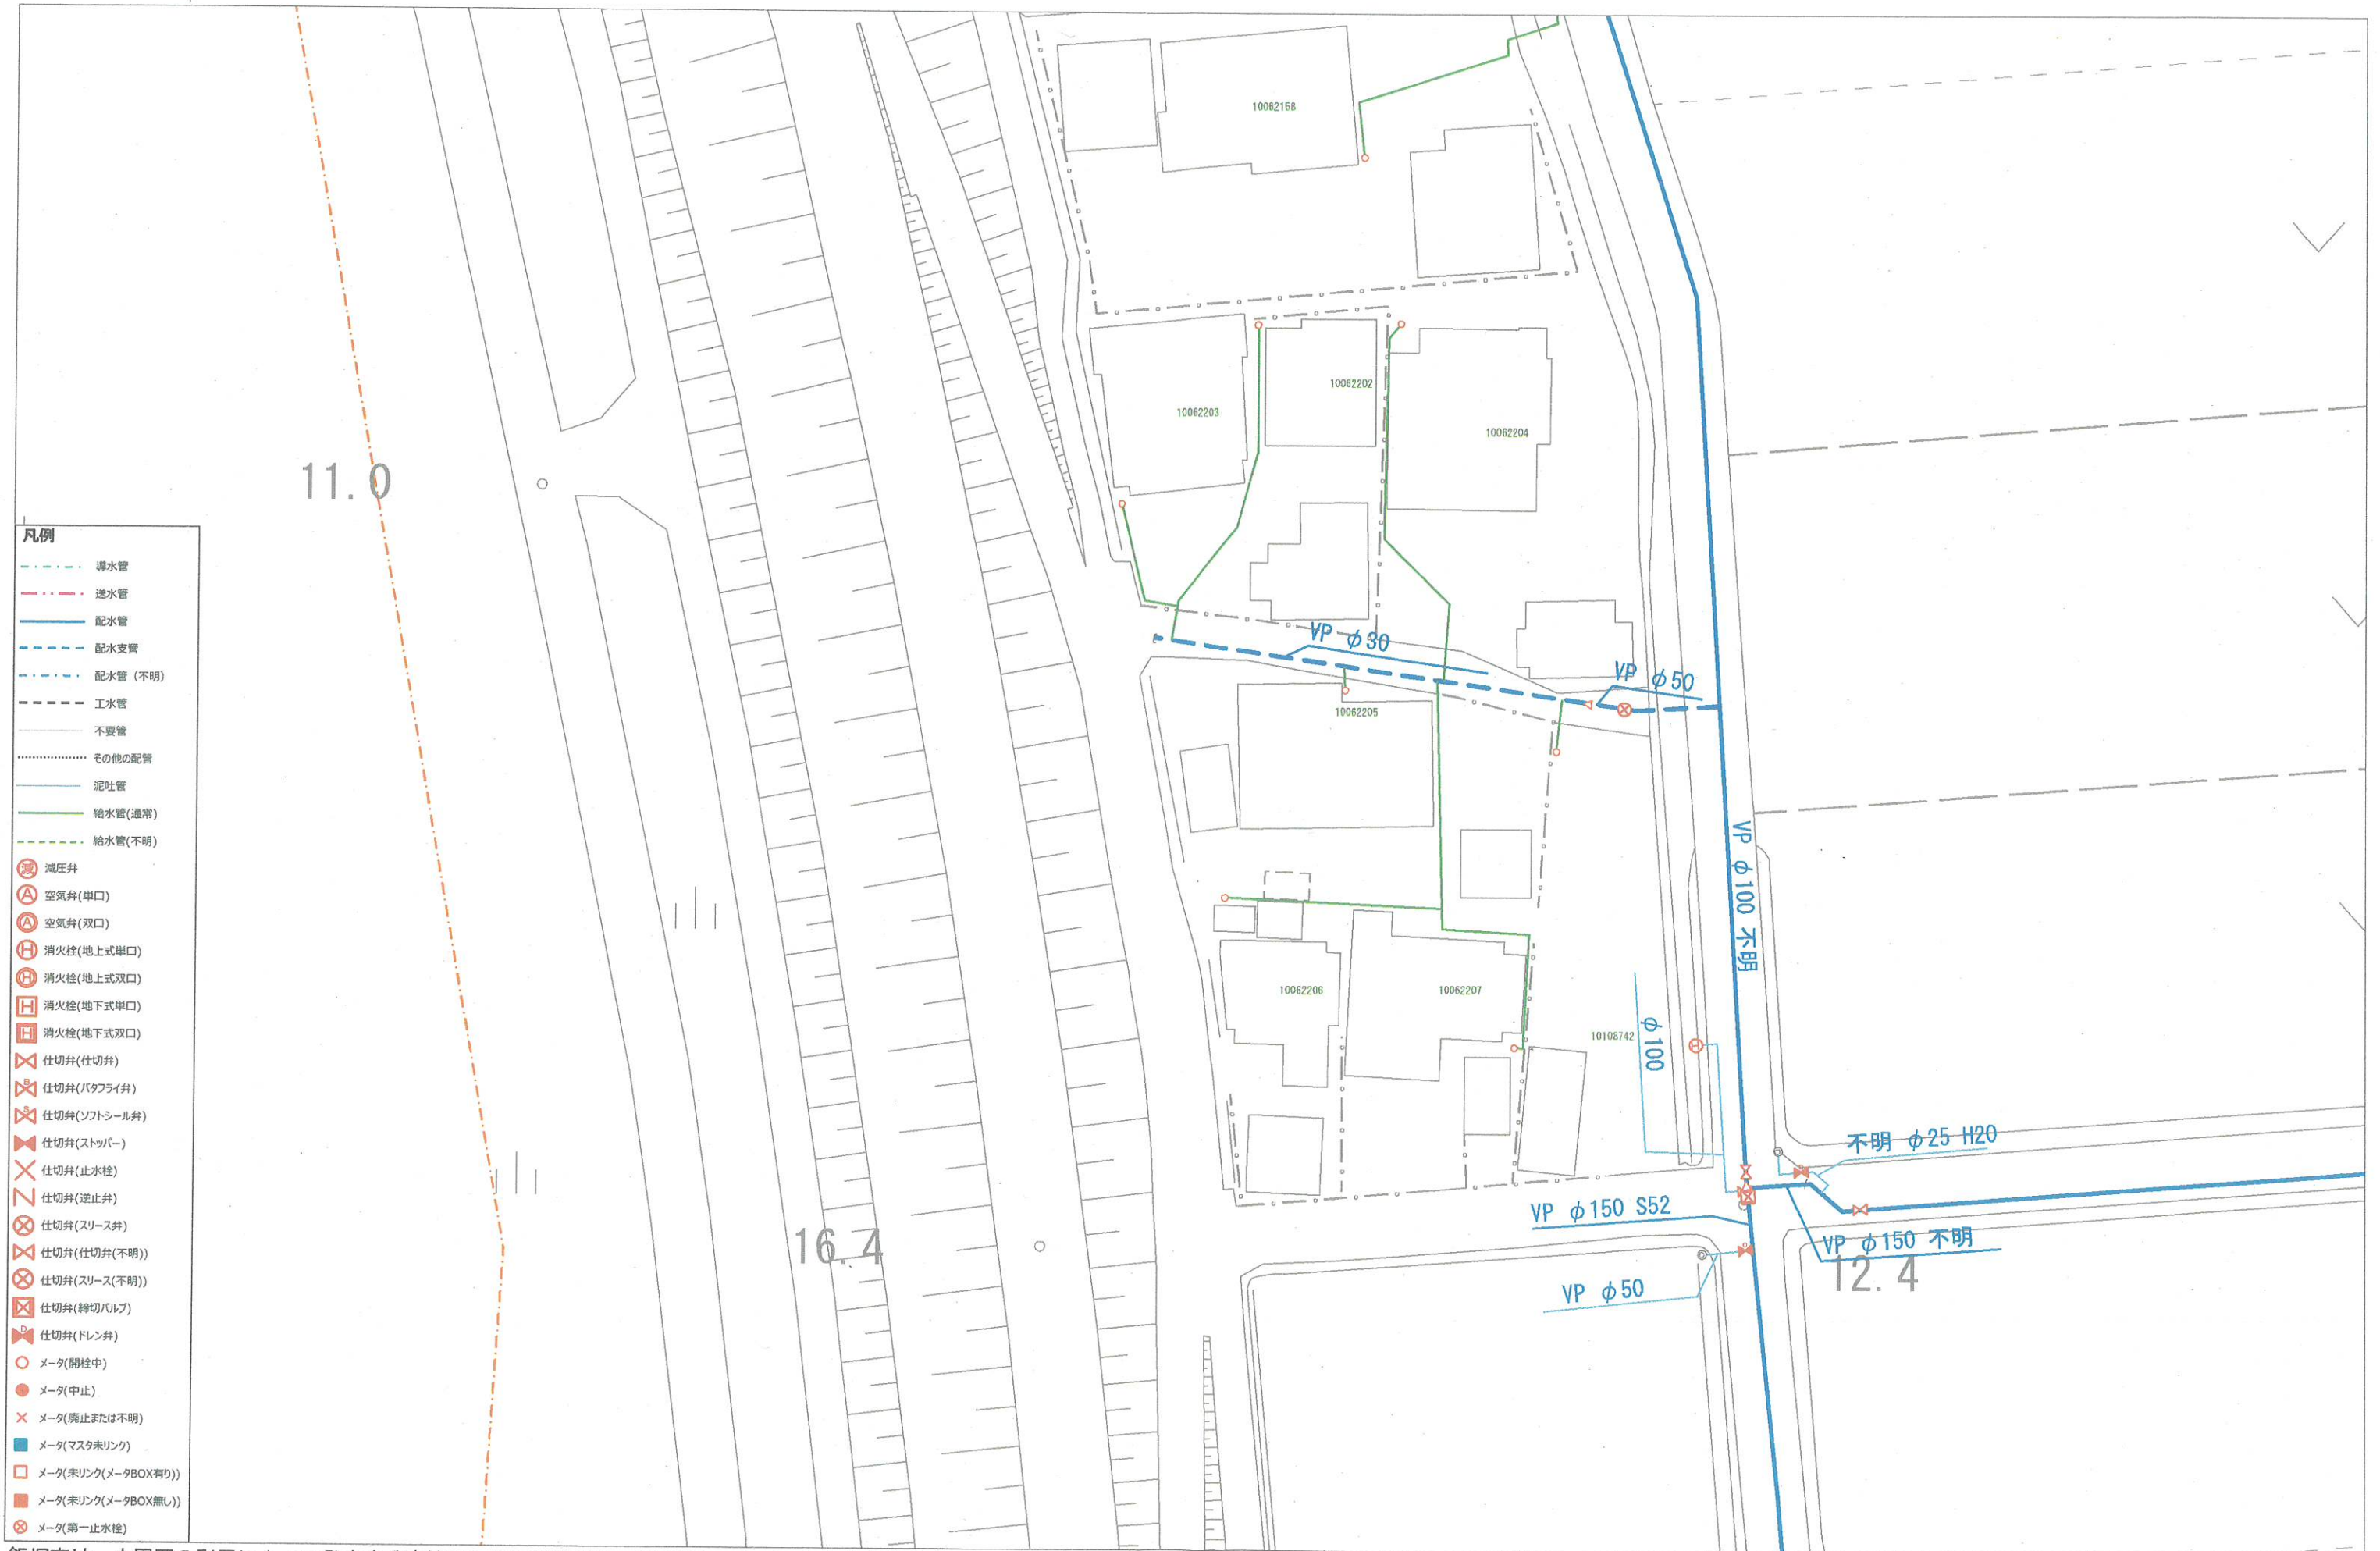 10062158
10062202
10062203
10062204
11.0
VP φ30
VP φ50
10062205
VP φ100 不明
10062206
10062207
10108742
φ100
不明 φ25 H20
VP φ150 S52
VP φ150 不明
16.4
12.4
VP φ50
凡例
導水管
送水管
配水管
配水支管
配水管(不明)
工水管
不要管
その他の配管
泥吐管
給水管(通常)
給水管(不明)
減 減圧弁
A 空気弁(単口)
A 空気弁(双口)
H 消火栓(地上式単口)
H 消火栓(地上式双口)
H 消火栓(地下式単口)
H 消火栓(地下式双口)
仕切弁(仕切弁)
B 仕切弁(バタフライ弁)
S 仕切弁(ソフトシール弁)
仕切弁(ストッパー)
仕切弁(止水栓)
仕切弁(逆止弁)
仕切弁(スリース弁)
仕切弁(仕切弁(不明))
仕切弁(スリース(不明))
仕切弁(締切バルブ)
D 仕切弁(ドレン弁)
メータ(開栓中)
メータ(中止)
メータ(廃止または不明)
メータ(マスタ未リンク)
メータ(未リンク(メータBOX有り))
メータ(未リンク(メータBOX無し))
メータ(第一止水栓)